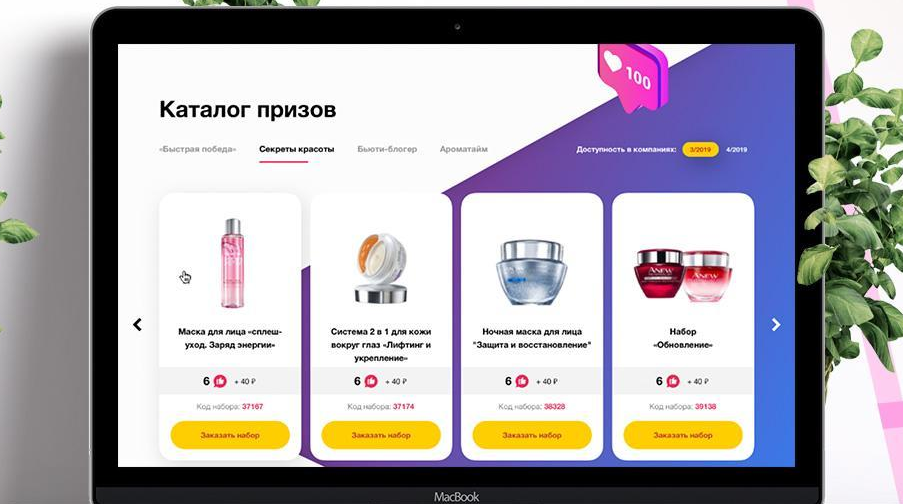 100
Каталог призов
«Быстрая победа»
Секреты красоты
Бьюти-блогер
Ароматайм
Доступность в компаниях:
3/2019
4/2019
Маска для лица «сплеш-
уход. Заряд энергии»
6 + 40 ₽
Код набора: 37167
Заказать набор
Система 2 в 1 для кожи
вокруг глаз «Лифтинг и
укрепление»
6 + 40 ₽
Код набора: 37174
Заказать набор
Ночная маска для лица
"Защита и восстановление"
6 + 40 ₽
Код набора: 38328
Заказать набор
ANEW
ANEW
Набор
«Обновление»
6 + 40 ₽
Код набора: 39138
Заказать набор
MacBook